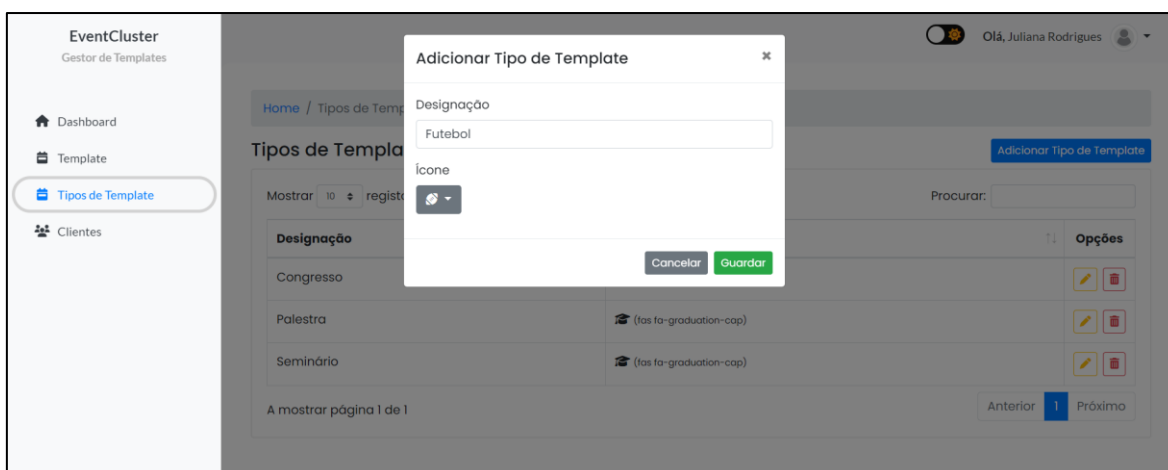 EventCluster
Gestor de Templates
Olá, Juliana Rodrigues
Dashboard
Template
Tipos de Template
Clientes
Home / Tipos de Temp
Tipos de Templa
Adicionar Tipo de Template
Mostrar 10 registo
Procurar:
Designação
Opções
Congresso
Palestra
(fas fa-graduation-cap)
Seminário
(fas fa-graduation-cap)
A mostrar página 1 de 1
Anterior 1 Próximo
Adicionar Tipo de Template
Designação
Futebol
Ícone
Cancelar
Guardar